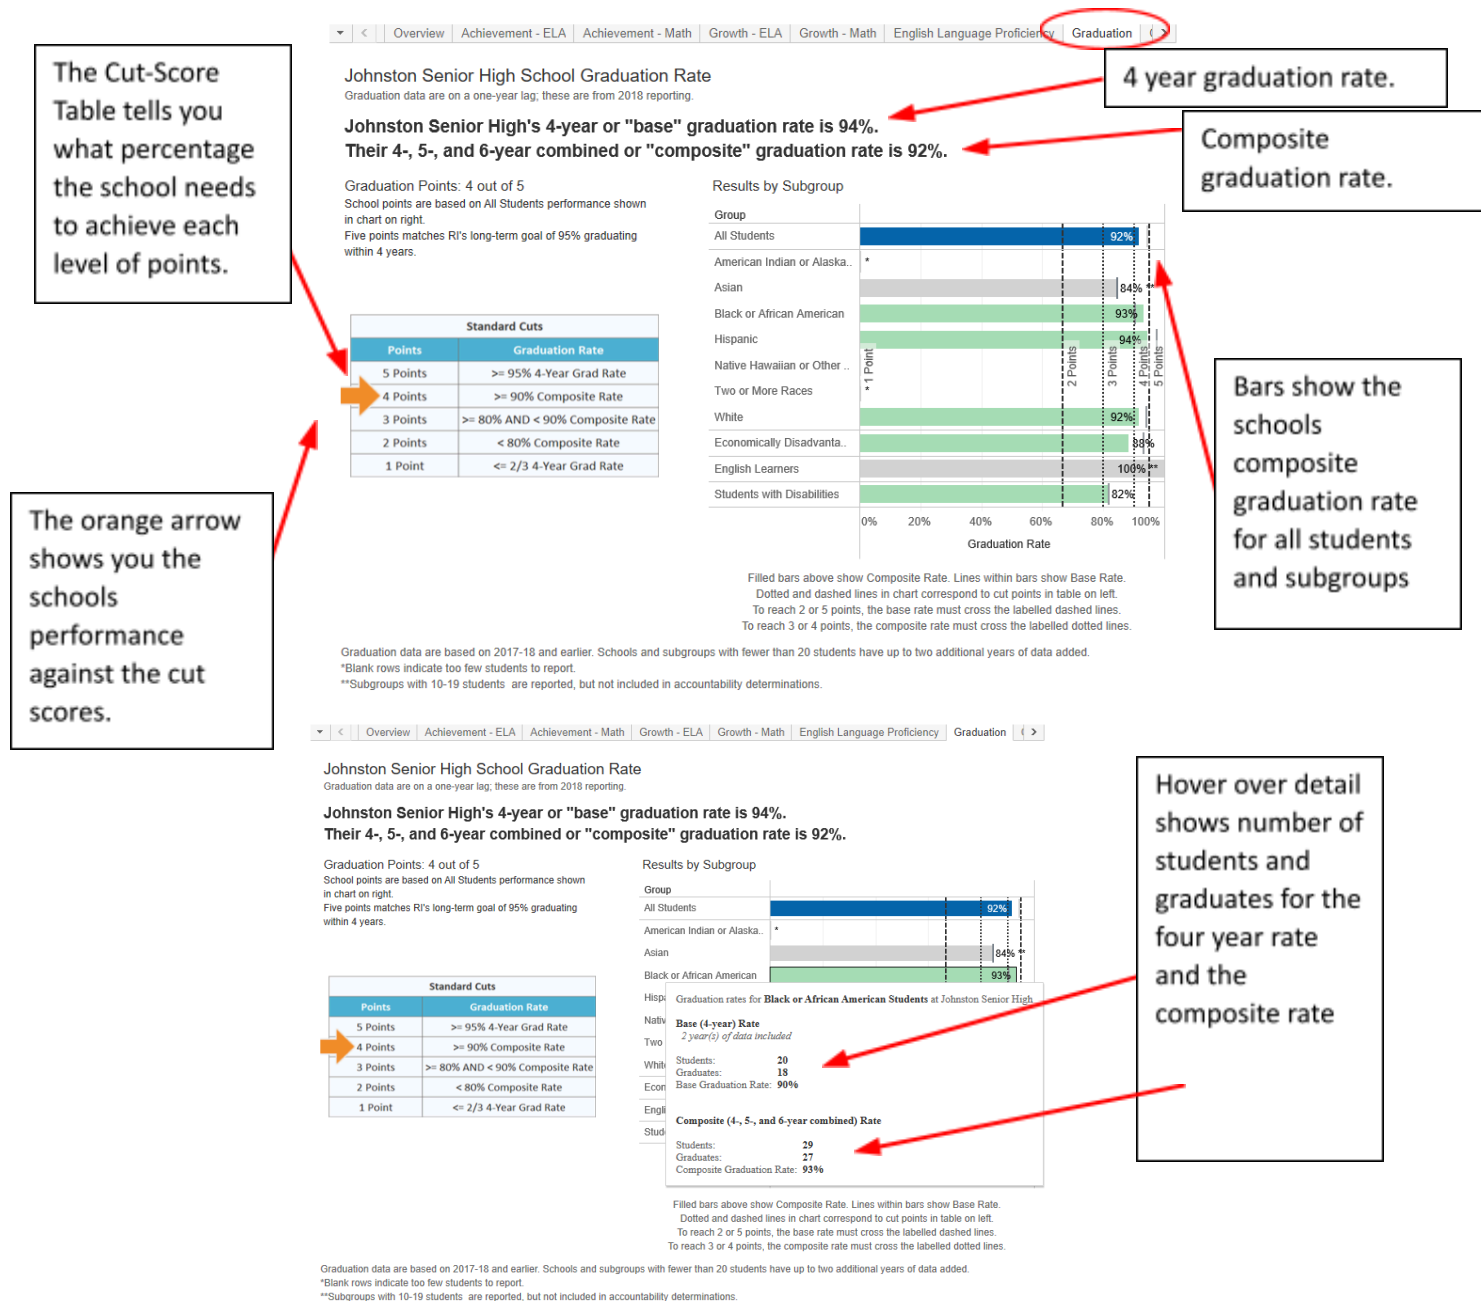 Overview
Achievement - ELA
Achievement - Math
Growth - ELA
Growth - Math
English Language Proficiency
Graduation
The Cut-Score
Table tells you
what percentage
the school needs
to achieve each
level of points.
Johnston Senior High School Graduation Rate
Graduation data are on a one-year lag; these are from 2018 reporting.
4 year graduation rate.
Johnston Senior High's 4-year or "base" graduation rate is 94%.
Their 4-, 5-, and 6-year combined or "composite" graduation rate is 92%.
Composite
graduation rate.
Graduation Points: 4 out of 5
School points are based on All Students performance shown
in chart on right.
Five points matches RI's long-term goal of 95% graduating
within 4 years.
Results by Subgroup
Group
All Students
92%
American Indian or Alaska..
*
Asian
84% **
Black or African American
93%
Hispanic
94%
Native Hawaiian or Other ..
Two or More Races
*
1 Point
2 Points
3 Points
4 Points
5 Points
White
92%
Economically Disadvanta..
88%
English Learners
100% **
Students with Disabilities
82%
0% 20% 40% 60% 80% 100%
Graduation Rate
Standard Cuts
Points Graduation Rate
5 Points >= 95% 4-Year Grad Rate
4 Points >= 90% Composite Rate
3 Points >= 80% AND < 90% Composite Rate
2 Points < 80% Composite Rate
1 Point <= 2/3 4-Year Grad Rate
Bars show the
schools
composite
graduation rate
for all students
and subgroups
The orange arrow
shows you the
schools
performance
against the cut
scores.
Filled bars above show Composite Rate. Lines within bars show Base Rate.
Dotted and dashed lines in chart correspond to cut points in table on left.
To reach 2 or 5 points, the base rate must cross the labelled dashed lines.
To reach 3 or 4 points, the composite rate must cross the labelled dotted lines.
Graduation data are based on 2017-18 and earlier. Schools and subgroups with fewer than 20 students have up to two additional years of data added.
*Blank rows indicate too few students to report.
**Subgroups with 10-19 students are reported, but not included in accountability determinations.
Overview
Achievement - ELA
Achievement - Math
Growth - ELA
Growth - Math
English Language Proficiency
Graduation
Johnston Senior High School Graduation Rate
Graduation data are on a one-year lag; these are from 2018 reporting.
Johnston Senior High's 4-year or "base" graduation rate is 94%.
Their 4-, 5-, and 6-year combined or "composite" graduation rate is 92%.
Graduation Points: 4 out of 5
School points are based on All Students performance shown
in chart on right.
Five points matches RI's long-term goal of 95% graduating
within 4 years.
Results by Subgroup
Group
All Students
92%
American Indian or Alaska..
*
Asian
84% **
Black or African American
93%
Hispa
Nativ
Two
Whit
Econ
Engli
Stud
Graduation rates for Black or African American Students at Johnston Senior High
Base (4-year) Rate
2 year(s) of data included
Students: 20
Graduates: 18
Base Graduation Rate: 90%
Composite (4-, 5-, and 6-year combined) Rate
Students: 29
Graduates: 27
Composite Graduation Rate: 93%
Standard Cuts
Points Graduation Rate
5 Points >= 95% 4-Year Grad Rate
4 Points >= 90% Composite Rate
3 Points >= 80% AND < 90% Composite Rate
2 Points < 80% Composite Rate
1 Point <= 2/3 4-Year Grad Rate
Hover over detail
shows number of
students and
graduates for the
four year rate
and the
composite rate
Filled bars above show Composite Rate. Lines within bars show Base Rate.
Dotted and dashed lines in chart correspond to cut points in table on left.
To reach 2 or 5 points, the base rate must cross the labelled dashed lines.
To reach 3 or 4 points, the composite rate must cross the labelled dotted lines.
Graduation data are based on 2017-18 and earlier. Schools and subgroups with fewer than 20 students have up to two additional years of data added.
*Blank rows indicate too few students to report.
**Subgroups with 10-19 students are reported, but not included in accountability determinations.